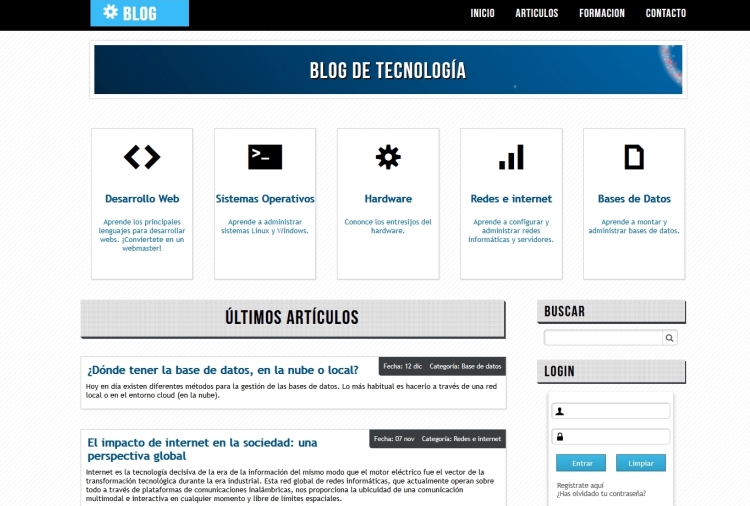 BLOG
INICIO ARTICULOS FORMACION CONTACTO
BLOG DE TECNOLOGÍA
>_
Desarrollo Web
Aprende los principales
lenguajes para desarrollar
webs. ¡Conviertete en un
webmaster!
Sistemas Operativos
Aprende a administrar
sistemas Linux y Windows.
Hardware
Cononce los entresijos del
hardware.
Redes e internet
Aprende a configurar y
administrar redes
informáticas y servidores.
Bases de Datos
Aprende a montar y
administrar bases de datos.
ÚLTIMOS ARTÍCULOS
¿Dónde tener la base de datos, en la nube o local?
Fecha: 12 dic Categoría: Base de datos
Hoy en día existen diferentes métodos para la gestión de las bases de datos. Lo más habitual es hacerlo a través de una red
local o en el entorno cloud (en la nube).
El impacto de internet en la sociedad: una
perspectiva global
Fecha: 07 nov Categoría: Redes e internet
Internet es la tecnología decisiva de la era de la información del mismo modo que el motor eléctrico fue el vector de la
transformación tecnológica durante la era industrial. Esta red global de redes informáticas, que actualmente operan sobre
todo a través de plataformas de comunicaciones inalámbricas, nos proporciona la ubicuidad de una comunicación
multimodal e interactiva en cualquier momento y libre de límites espaciales.
BUSCAR
LOGIN
Entrar Limpiar
Registrate aquí
¿Has olvidado tu contraseña?